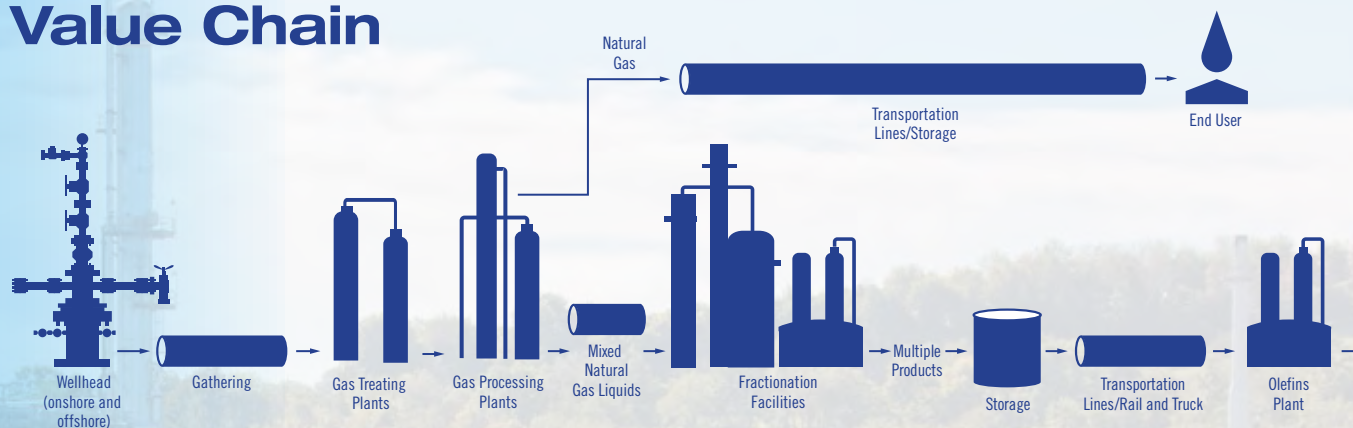 Value Chain
Natural
Gas
Transportation
Lines/Storage
End User
Wellhead
(onshore and
offshore)
Gathering
Gas Treating
Plants
Gas Processing
Plants
Mixed
Natural
Gas Liquids
Fractionation
Facilities
Multiple
Products
Storage
Transportation
Lines/Rail and Truck
Olefins
Plant